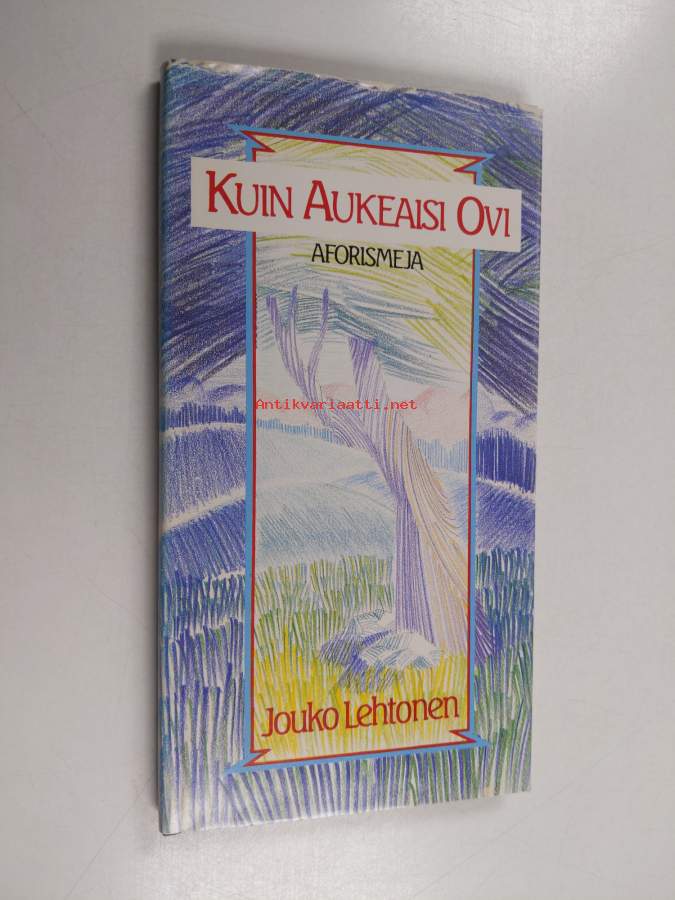 KUIN AUKEAISI OVI
AFORISMEJA
Antikvariaatti.net
Jouko Lehtonen